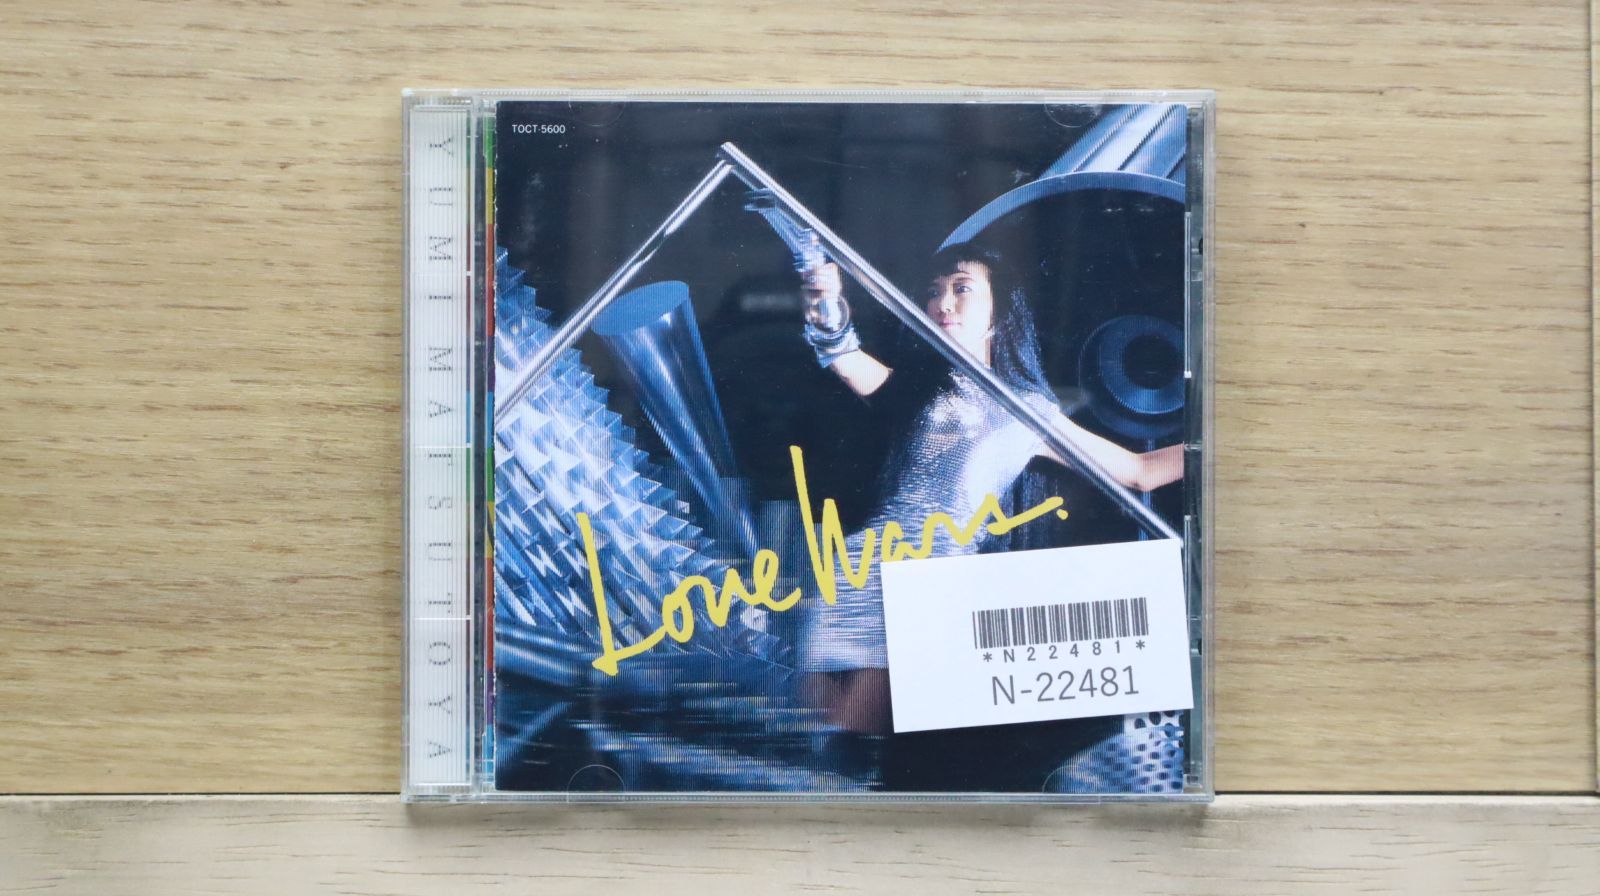 TOCT-5600
YUMI MATSUTOYA
Love Wars.
*N22481*
N-22481